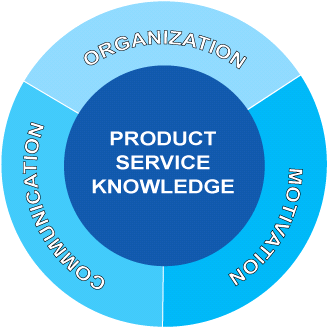 ORGANIZATION
PRODUCT
SERVICE
KNOWLEDGE
COMMUNICATION
MOTIVATION